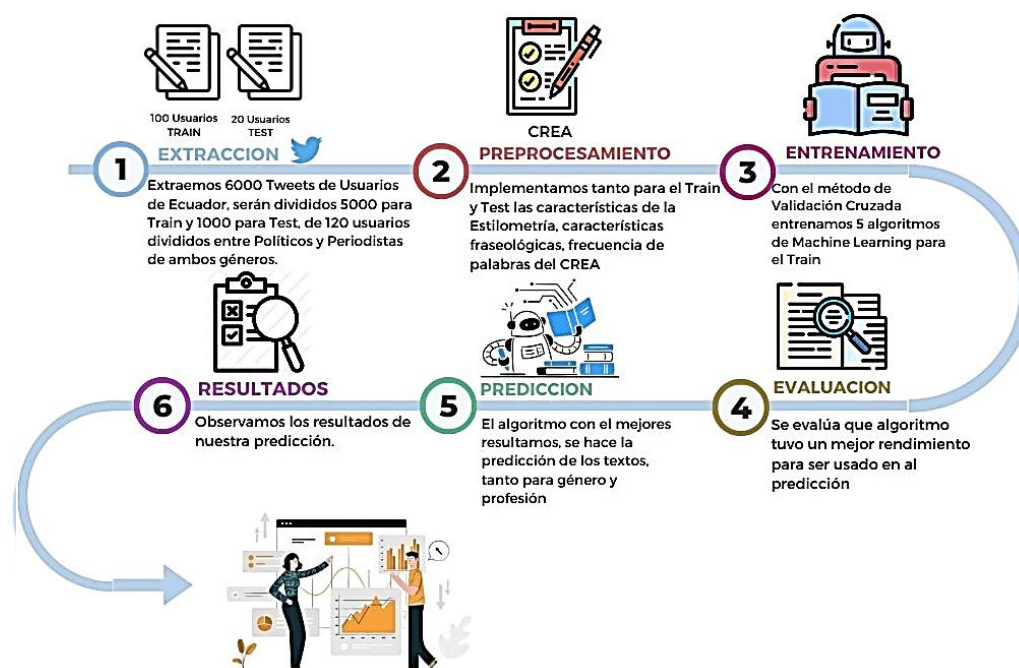 100 Usuarios
TRAIN
20 Usuarios
TEST
1
EXTRACCION
Extraemos 6000 Tweets de Usuarios
de Ecuador, serán divididos 5000 para
Train y 1000 para Test, de 120 usuarios
divididos entre Políticos y Periodistas
de ambos géneros.
CREA
2
PREPROCESAMIENTO
Implementamos tanto para el Train
y Test las características de la
Estilometría, características
fraseológicas, frecuencia de
palabras del CREA
3
ENTRENAMIENTO
Con el método de
Validación Cruzada
entrenamos 5 algoritmos
de Machine Learning para
el Train
4
EVALUACION
Se evalúa que algoritmo
tuvo un mejor rendimiento
para ser usado en al
predicción
5
PREDICCION
El algoritmo con el mejores
resultamos, se hace la
predicción de los textos,
tanto para género y
profesión
6
RESULTADOS
Observamos los resultados de
nuestra predicción.